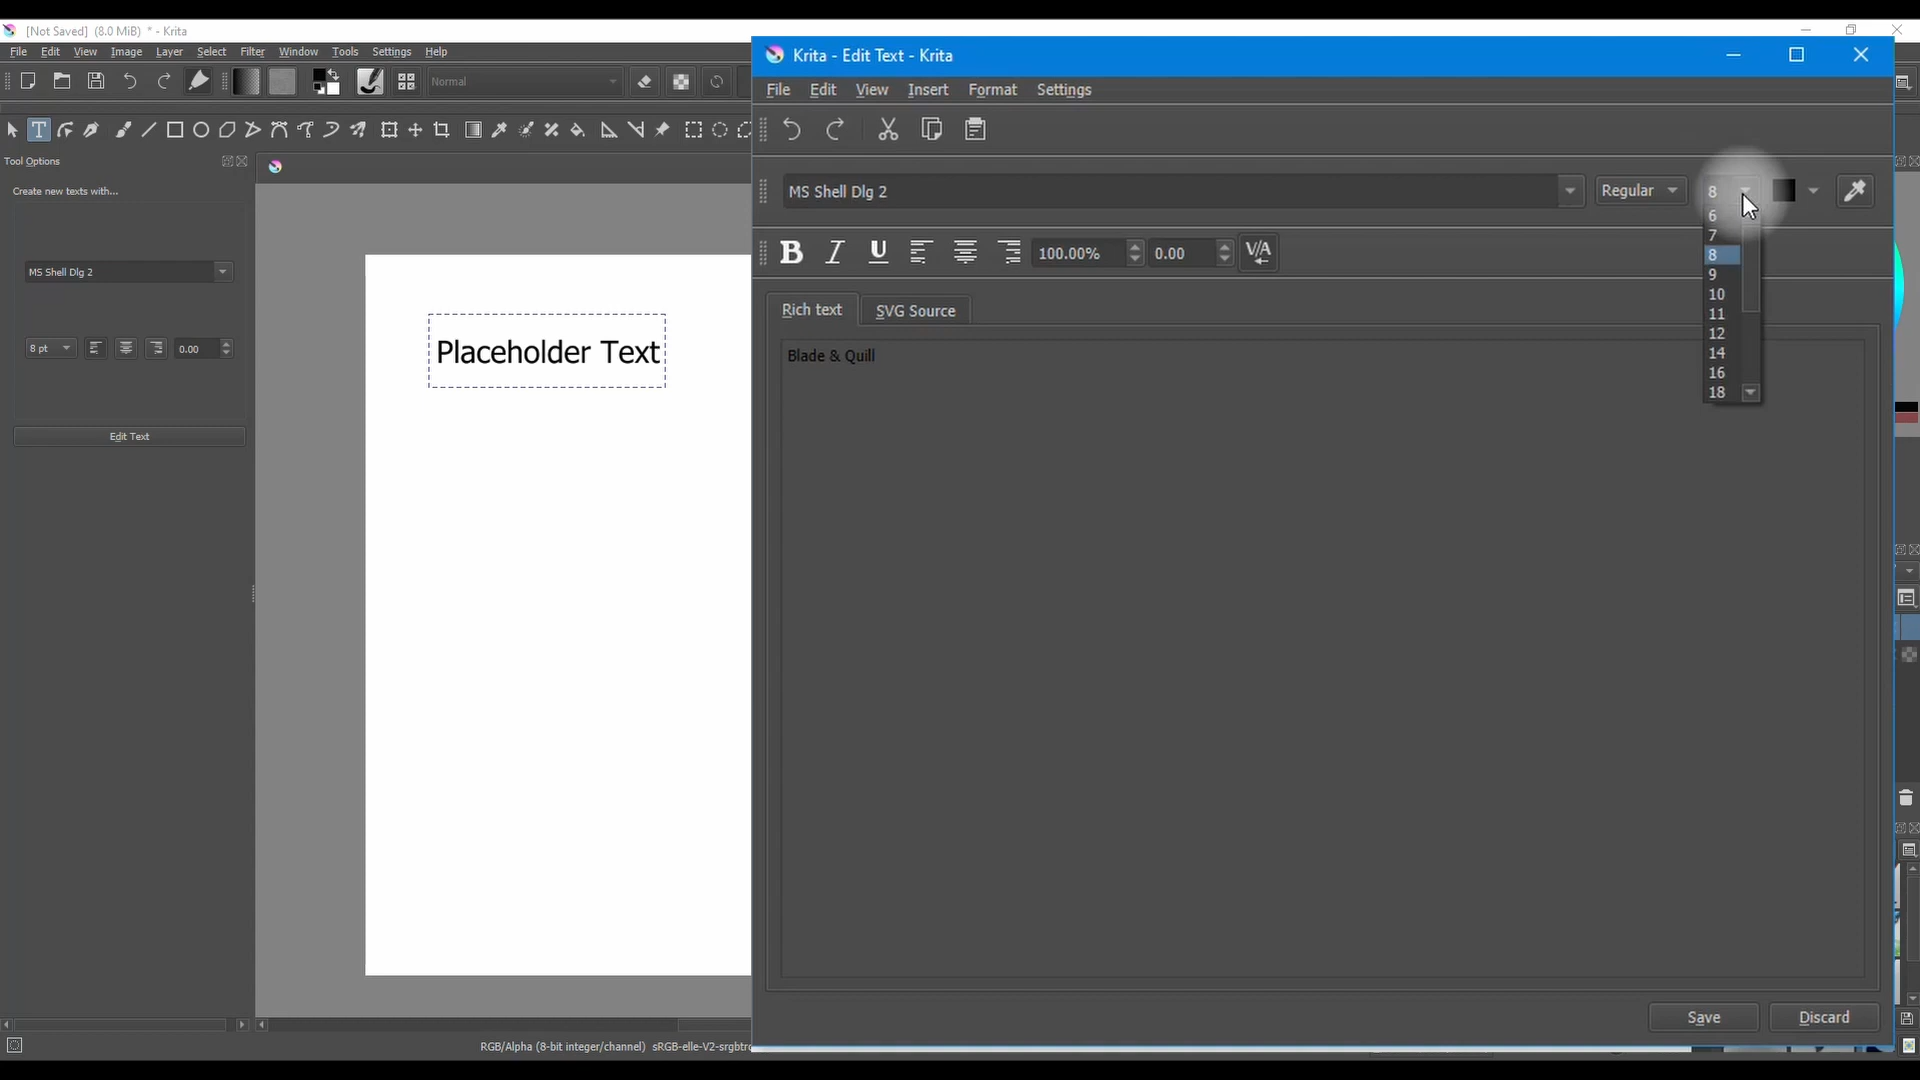 [Not Saved] (8.0 MiB) * - Krita
File Edit View Image Layer Select Filter Window Tools Settings Help
Normal
Tool Options
Create new texts with...
MS Shell Dlg 2
8 pt
0.00
Edit Text
Placeholder Text
RGB/Alpha (8-bit integer/channel) sRGB-elle-V2-srgbtrc
Krita - Edit Text - Krita
File Edit View Insert Format Settings
MS Shell Dlg 2 Regular 8
B I U 100.00% 0.00 V/A
6
7
8
9
10
11
12
14
16
18
Rich text SVG Source
Blade & Quill
Save Discard